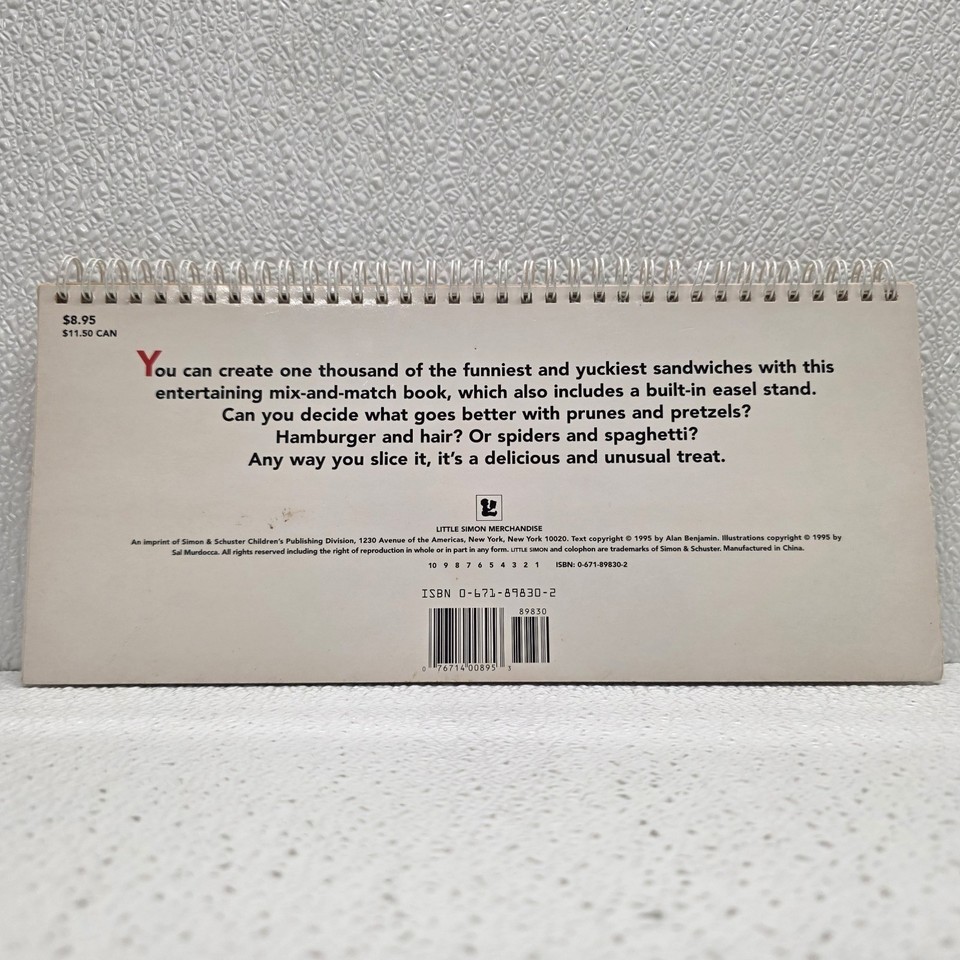 $8.95
$11.50 CAN
You can create one thousand of the funniest and yuckiest sandwiches with this
entertaining mix-and-match book, which also includes a built-in easel stand.
Can you decide what goes better with prunes and pretzels?
Hamburger and hair? Or spiders and spaghetti?
Any way you slice it, it's a delicious and unusual treat.
LITTLE SIMON MERCHANDISE
An imprint of Simon & Schuster Children's Publishing Division, 1230 Avenue of the Americas, New York, New York 10020. Text copyright © 1995 by Alan Benjamin. Illustrations copyright © 1995 by
Sal Murdocca. All rights reserved including the right of reproduction in whole or in part in any form. LITTLE SIMON and colophon are trademarks of Simon & Schuster. Manufactured in China.
10 9 8 7 6 5 4 3 2 1 ISBN: 0-671-89830-2
ISBN 0-671-89830-2
89830
0 76714 00895 3